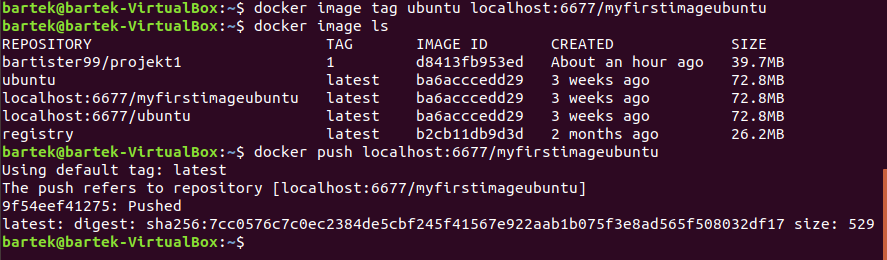 bartek@bartek-VirtualBox:~$ docker image tag ubuntu localhost:6677/myfirstimageubuntu
bartek@bartek-VirtualBox:~$ docker image ls
REPOSITORY TAG IMAGE ID CREATED SIZE
bartister99/projekt1 1 d8413fb953ed About an hour ago 39.7MB
ubuntu latest ba6acccedd29 3 weeks ago 72.8MB
localhost:6677/myfirstimageubuntu latest ba6acccedd29 3 weeks ago 72.8MB
localhost:6677/ubuntu latest ba6acccedd29 3 weeks ago 72.8MB
registry latest b2cb11db9d3d 2 months ago 26.2MB
bartek@bartek-VirtualBox:~$ docker push localhost:6677/myfirstimageubuntu
Using default tag: latest
The push refers to repository [localhost:6677/myfirstimageubuntu]
9f54eef41275: Pushed
latest: digest: sha256:7cc0576c7c0ec2384de5cbf245f41567e922aab1b075f3e8ad565f508032df17 size: 529
bartek@bartek-VirtualBox:~$